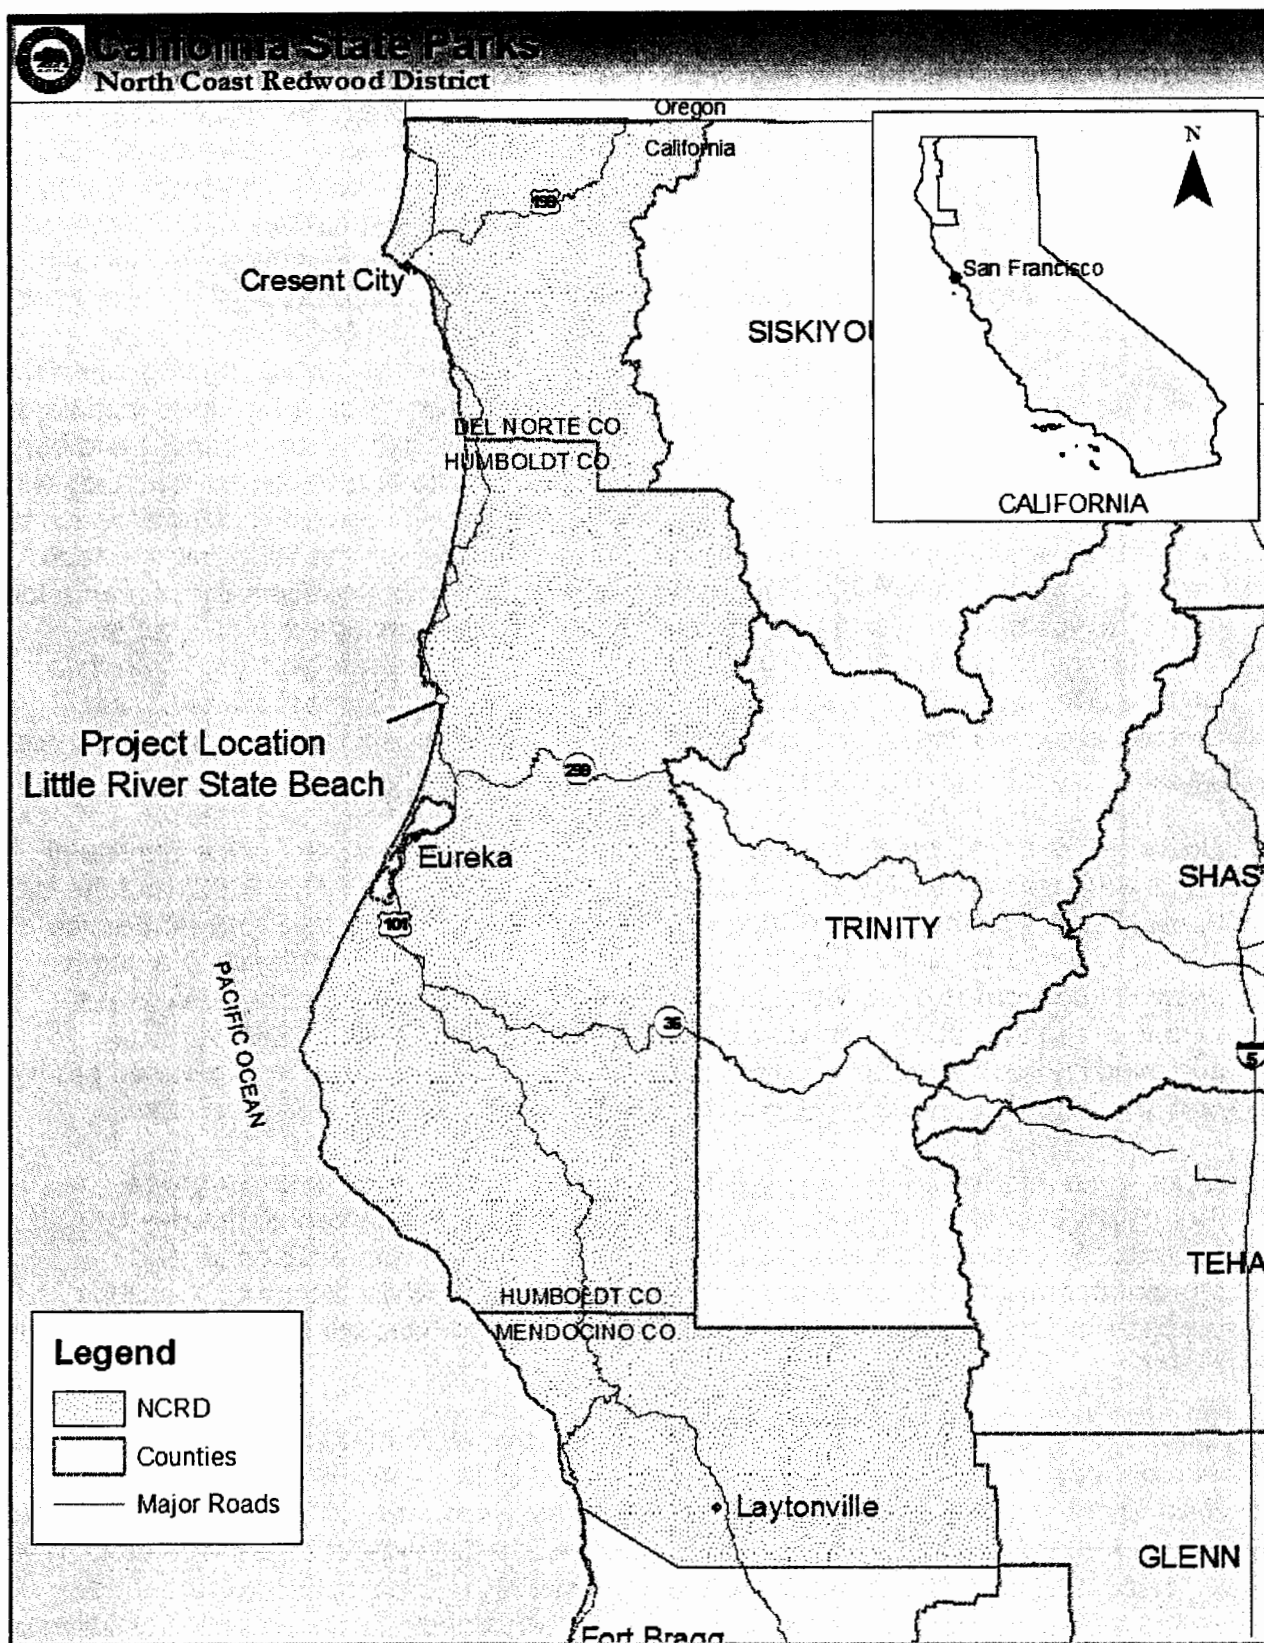 California State Parks
North Coast Redwood District
Oregon
California
199
N
San Francisco
Cresent City
SISKIYOU
DEL NORTE CO
HUMBOLDT CO
CALIFORNIA
Project Location
Little River State Beach
299
Eureka
SHAS
TRINITY
101
PACIFIC OCEAN
36
5
TEHA
HUMBOLDT CO
MENDOCINO CO
Legend
NCRD
Counties
Major Roads
Laytonville
GLENN
Fort Bragg